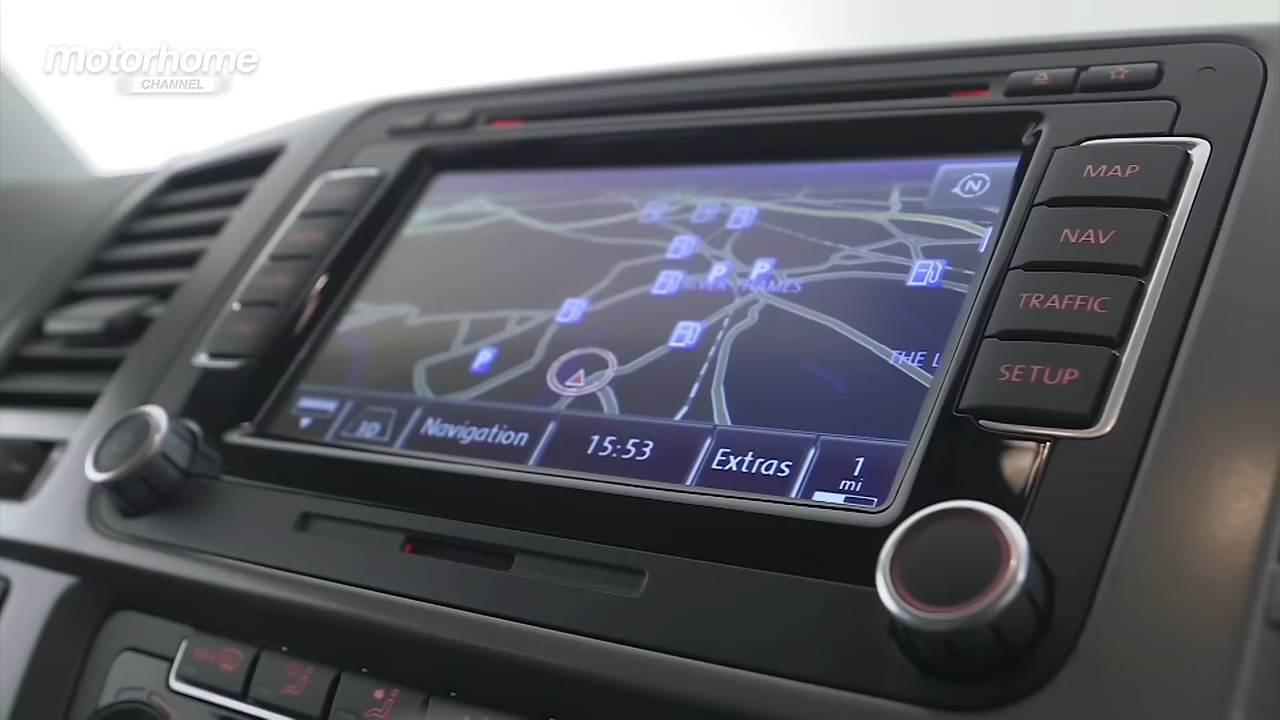 motorhome
CHANNEL
MAP
NAV
TRAFFIC
SETUP
N
P P
RIVER THAMES
P
THE L
3D
Navigation
15:53
Extras
1
mi